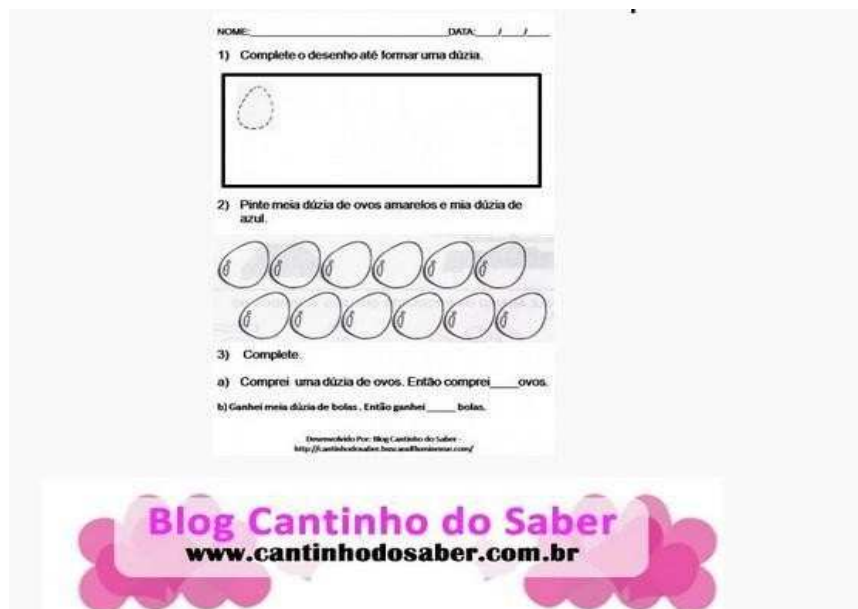 NOME: DATA: / /
1) Complete o desenho até formar uma dúzia.
2) Pinte meia dúzia de ovos amarelos e mia dúzia de
azul.
3) Complete.
a) Comprei uma dúzia de ovos. Então comprei____ovos.
b) Ganhei meia dúzia de bolas . Então ganhei _____ bolas.
Desenvolvido Por: Blog Cantinho do Saber -
Blog Cantinho do Saber
www.cantinhodosaber.com.br